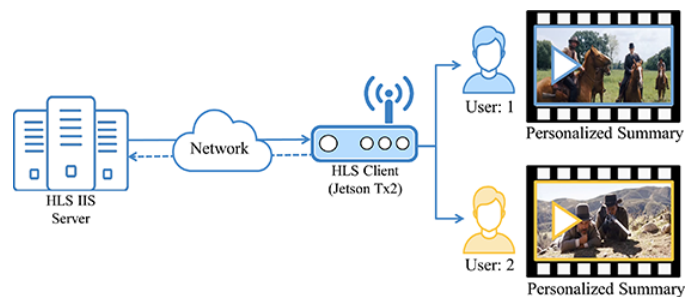 HLS IIS
Server
Network
HLS Client
(Jetson Tx2)
User: 1
Personalized Summary
User: 2
Personalized Summary